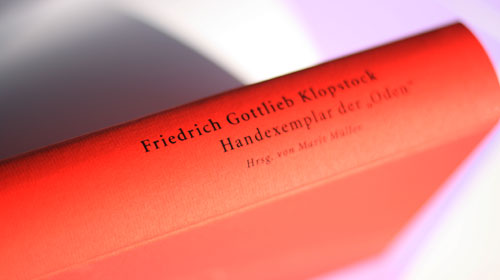 Friedrich Gottlieb Klopstock
Handexemplar der „Oden“
Hrsg. von Marit Müller